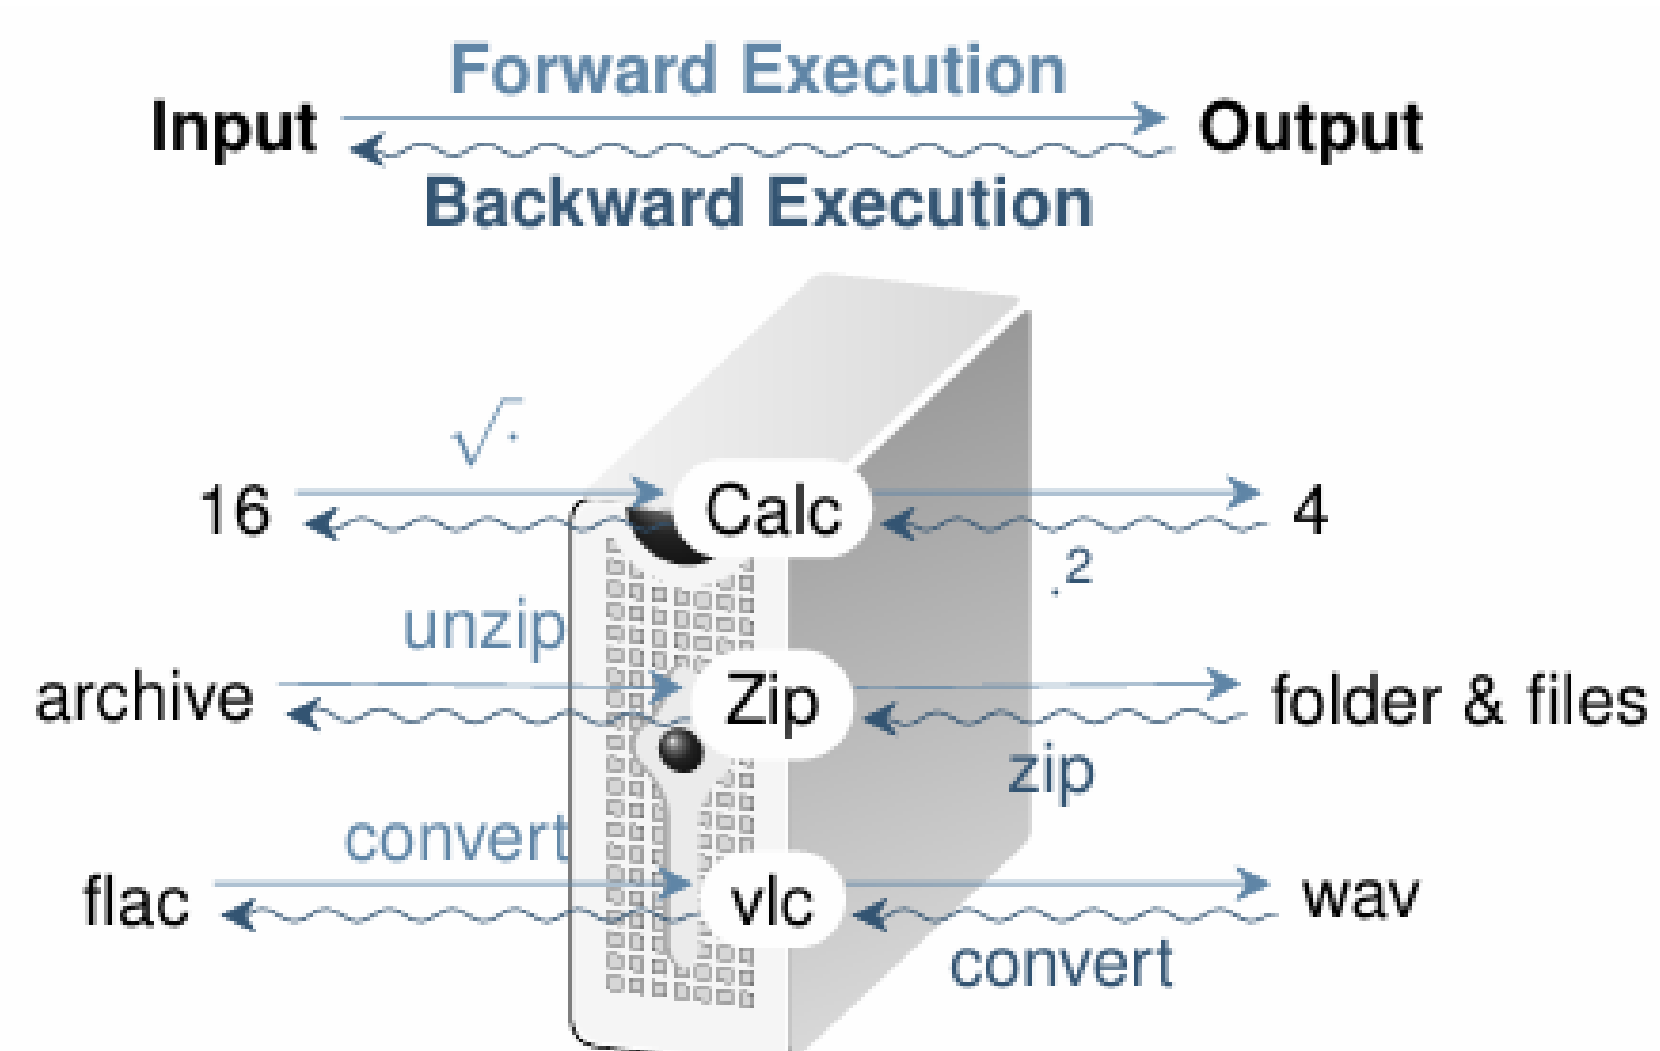 Forward Execution
Input Output
Backward Execution
√·
16 Calc 4
.²
unzip
archive Zip folder & files
zip
convert
flac vlc wav
convert